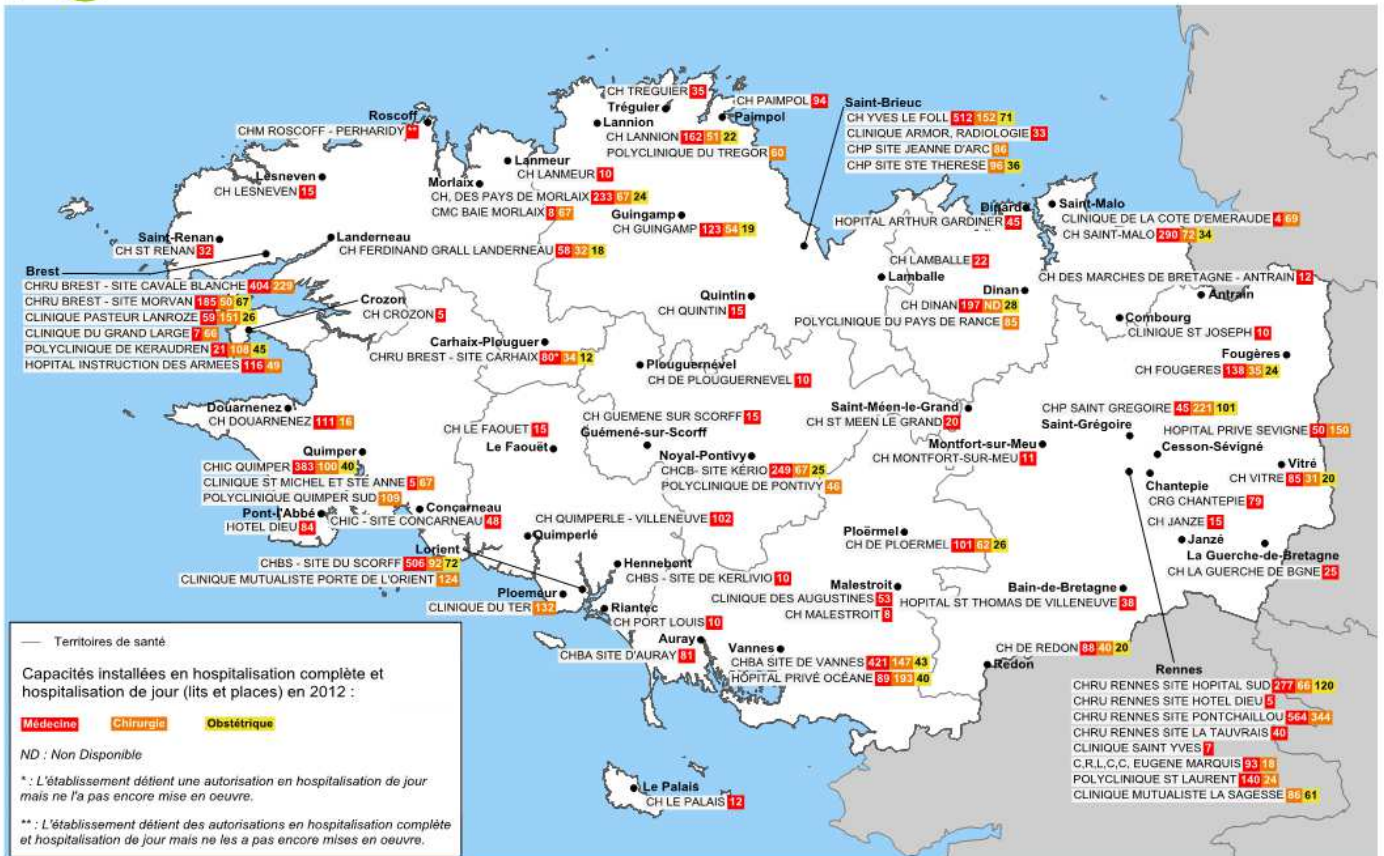 CH TRÉGUIER 35
Tréguier
CH PAIMPOL 94
Paimpol
Lannion
CH LANNION 162 51 22
POLYCLINIQUE DU TREGOR 60
Roscoff
CHM ROSCOFF - PERHARIDY **
Lanmeur
CH LANMEUR 10
Saint-Brieuc
CH YVES LE FOLL 512 152 71
CLINIQUE ARMOR, RADIOLOGIE 33
CHP SITE JEANNE D'ARC 86
CHP SITE STE THERESE 96 36
Lesneven
CH LESNEVEN 15
Morlaix
CH, DES PAYS DE MORLAIX 233 67 24
CMC BAIE MORLAIX 8 67
Guingamp
CH GUINGAMP 123 54 19
Dinard
HOPITAL ARTHUR GARDINER 45
Saint-Malo
CLINIQUE DE LA COTE D'EMERAUDE 4 69
CH SAINT-MALO 290 72 34
Saint-Renan
CH ST RENAN 32
Landerneau
CH FERDINAND GRALL LANDERNEAU 58 32 18
CH LAMBALLE 22
Lamballe
CH DES MARCHES DE BRETAGNE - ANTRAIN 12
Antrain
Brest
CHRU BREST - SITE CAVALE BLANCHE 404 229
CHRU BREST - SITE MORVAN 185 50 67
CLINIQUE PASTEUR LANROZE 59 151 26
CLINIQUE DU GRAND LARGE 7 66
POLYCLINIQUE DE KERAUDREN 21 108 45
HOPITAL INSTRUCTION DES ARMEES 116 49
Crozon
CH CROZON 5
Quintin
CH QUINTIN 15
Dinan
CH DINAN 197 ND 28
POLYCLINIQUE DU PAYS DE RANCE 85
Combourg
CLINIQUE ST JOSEPH 10
Carhaix-Plouguer
CHRU BREST - SITE CARHAIX 80* 34 12
Plouguernével
CH DE PLOUGUERNEVEL 10
Fougères
CH FOUGERES 138 35 24
Douarnenez
CH DOUARNENEZ 111 16
CH LE FAOUET 15
Le Faouët
CH GUEMENE SUR SCORFF 15
Guémené-sur-Scorff
Saint-Méen-le-Grand
CH ST MEEN LE GRAND 20
CHP SAINT GREGOIRE 45 221 101
Saint-Grégoire
HOPITAL PRIVE SEVIGNE 50 150
Cesson-Sévigné
Quimper
CHIC QUIMPER 383 100 40
CLINIQUE ST MICHEL ET STE ANNE 5 67
POLYCLINIQUE QUIMPER SUD 109
Noyal-Pontivy
CHCB- SITE KÉRIO 249 67 25
POLYCLINIQUE DE PONTIVY 46
Montfort-sur-Meu
CH MONTFORT-SUR-MEU 11
Vitré
CH VITRE 85 31 20
Chantepie
CRG CHANTEPIE 79
Pont-l'Abbé
HOTEL DIEU 84
Concarneau
CHIC - SITE CONCARNEAU 48
CH QUIMPERLE - VILLENEUVE 102
Quimperlé
Ploërmel
CH DE PLOERMEL 101 62 26
CH JANZE 15
Janzé
La Guerche-de-Bretagne
CH LA GUERCHE DE BGNE 25
Lorient
CHBS - SITE DU SCORFF 506 92 72
CLINIQUE MUTUALISTE PORTE DE L'ORIENT 124
Hennebont
CHBS - SITE DE KERLIVIO 10
Ploemeur
CLINIQUE DU TER 132
Malestroit
CLINIQUE DES AUGUSTINES 53
CH MALESTROIT 8
Bain-de-Bretagne
HOPITAL ST THOMAS DE VILLENEUVE 38
Riantec
CH PORT LOUIS 10
Auray
CHBA SITE D'AURAY 81
Vannes
CHBA SITE DE VANNES 421 147 43
HÔPITAL PRIVÉ OCÉANE 89 193 40
CH DE REDON 88 40 20
Redon
Rennes
CHRU RENNES SITE HOPITAL SUD 277 66 120
CHRU RENNES SITE HOTEL DIEU 5
CHRU RENNES SITE PONTCHAILLOU 564 344
CHRU RENNES SITE LA TAUVRAIS 40
CLINIQUE SAINT YVES 7
C,R,L,C,C, EUGENE MARQUIS 93 18
POLYCLINIQUE ST LAURENT 140 24
CLINIQUE MUTUALISTE LA SAGESSE 86 61
Le Palais
CH LE PALAIS 12
Territoires de santé
Capacités installées en hospitalisation complète et
hospitalisation de jour (lits et places) en 2012 :
Médecine Chirurgie Obstétrique
ND : Non Disponible
* : L'établissement détient une autorisation en hospitalisation de jour
mais ne l'a pas encore mise en oeuvre.
** : L'établissement détient des autorisations en hospitalisation complète
et hospitalisation de jour mais ne les a pas encore mises en oeuvre.